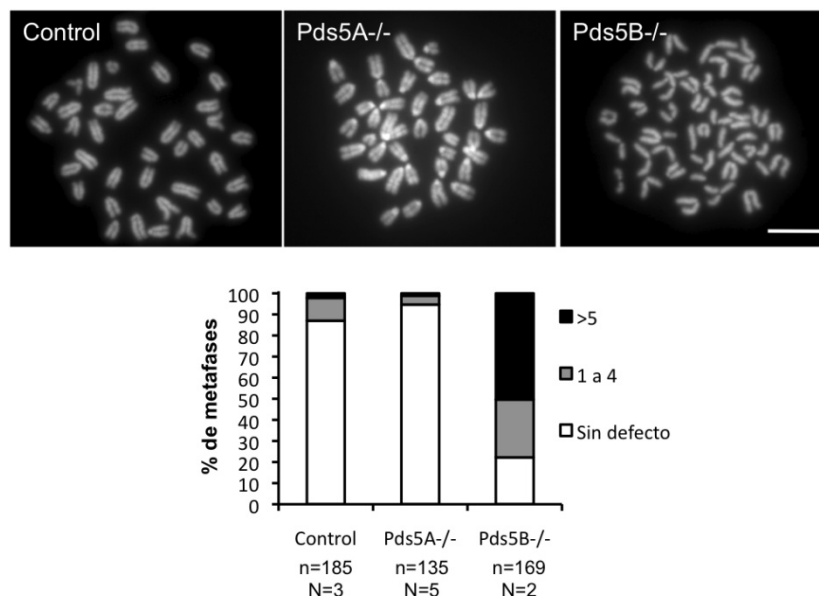 Control
Pds5A-/-
Pds5B-/-
% de metafases
100
90
80
70
60
50
40
30
20
10
0
>5
1 a 4
Sin defecto
Control
Pds5A-/-
Pds5B-/-
n=185
n=135
n=169
N=3
N=5
N=2